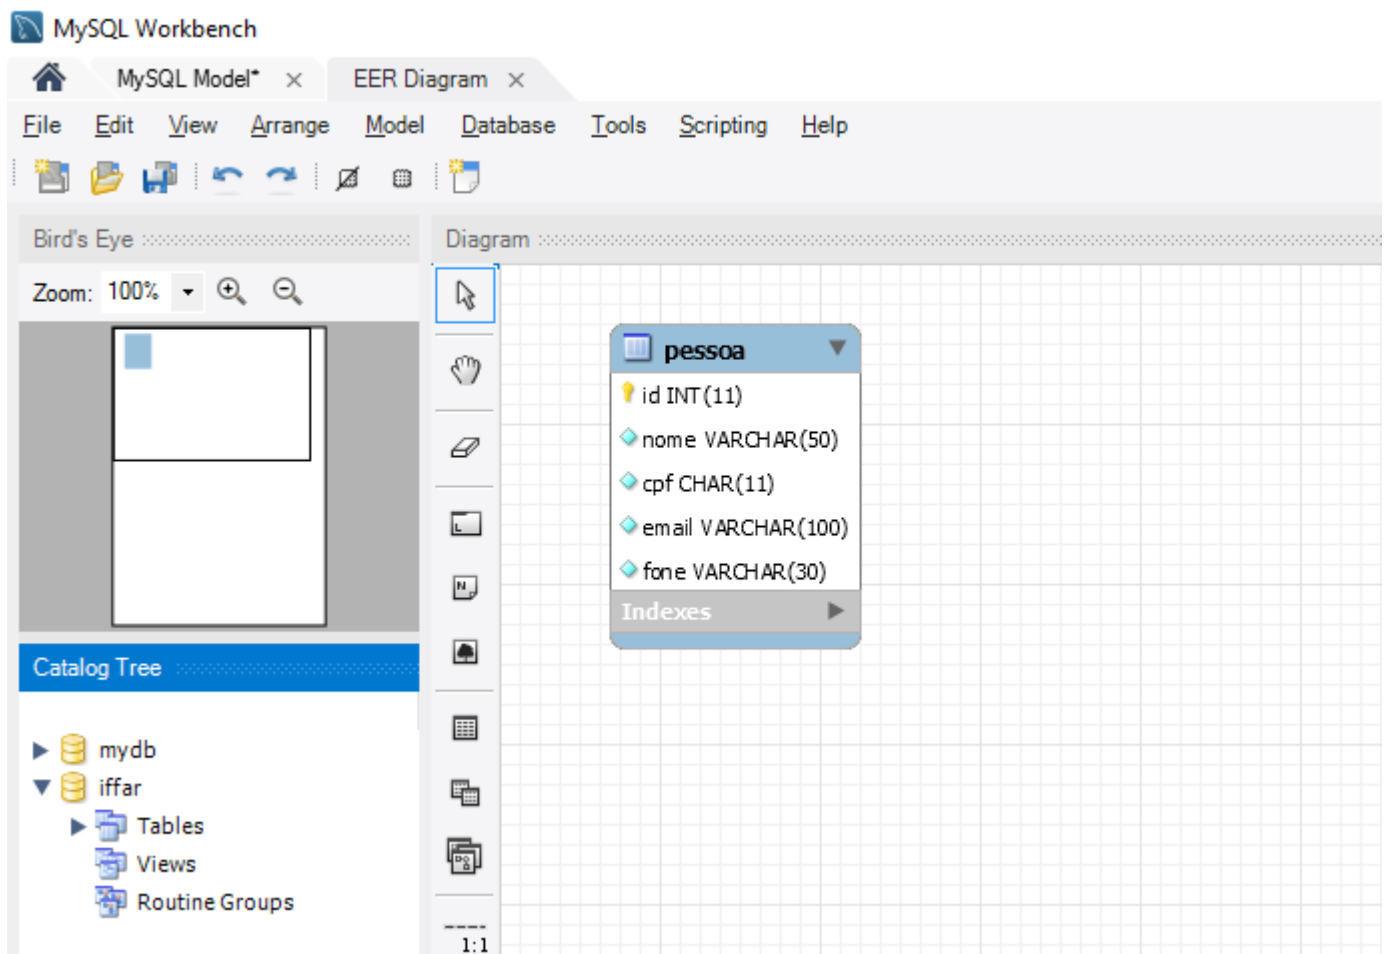 MySQL Workbench
MySQL Model* ×
EER Diagram ×
File Edit View Arrange Model Database Tools Scripting Help
Bird's Eye
Zoom: 100%
Diagram
pessoa
id INT(11)
nome VARCHAR(50)
cpf CHAR(11)
email VARCHAR(100)
fone VARCHAR(30)
Indexes
Catalog Tree
mydb
iffar
Tables
Views
Routine Groups
L
N
1:1